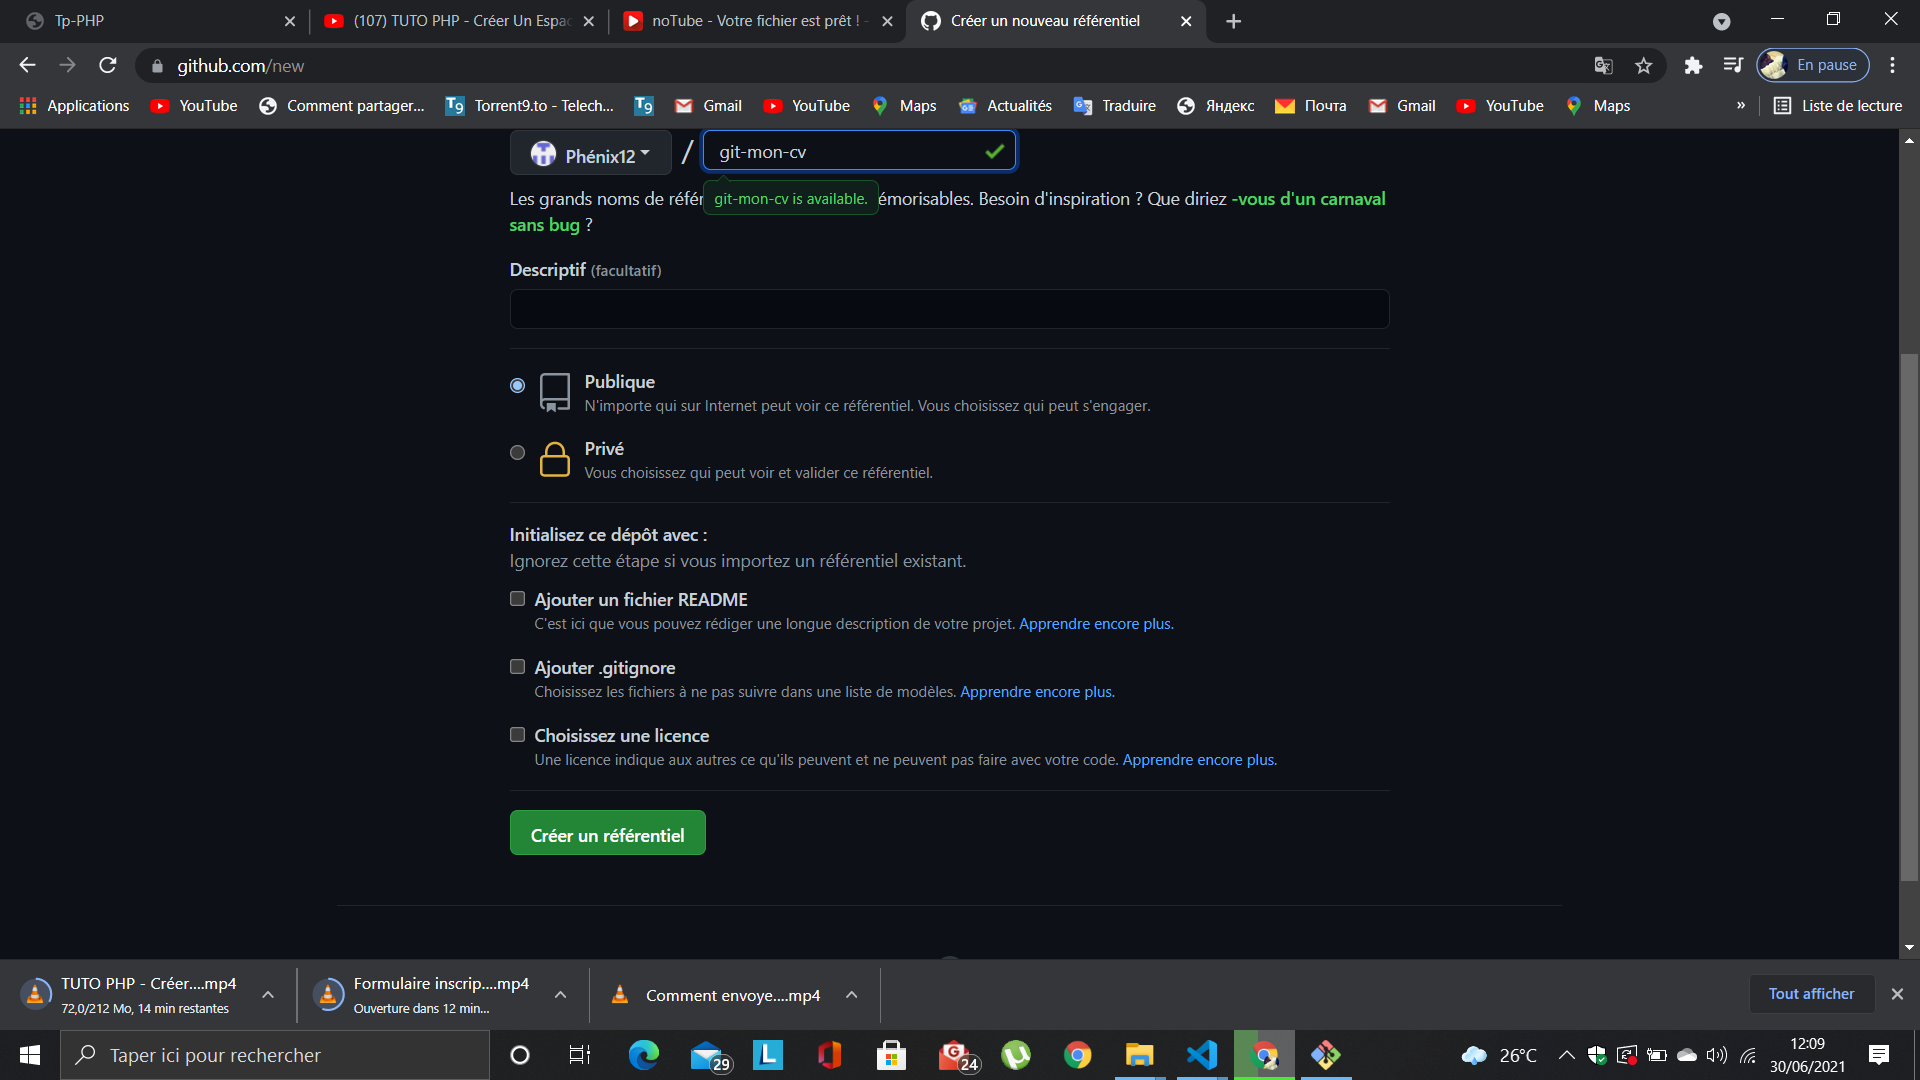 Tp-PHP
(107) TUTO PHP - Créer Un Espac
noTube - Votre fichier est prêt ! -
Créer un nouveau référentiel
github.com/new
En pause
Applications
YouTube
Comment partager...
Torrent9.to - Telech...
Gmail
YouTube
Maps
Actualités
Traduire
Яндекс
Почта
Gmail
YouTube
Maps
»
Liste de lecture
Phénix12 / git-mon-cv
git-mon-cv is available.
Les grands noms de référ émorisables. Besoin d'inspiration ? Que diriez -vous d'un carnaval
sans bug ?
Descriptif (facultatif)
Publique
N'importe qui sur Internet peut voir ce référentiel. Vous choisissez qui peut s'engager.
Privé
Vous choisissez qui peut voir et valider ce référentiel.
Initialisez ce dépôt avec :
Ignorez cette étape si vous importez un référentiel existant.
Ajouter un fichier README
C'est ici que vous pouvez rédiger une longue description de votre projet. Apprendre encore plus.
Ajouter .gitignore
Choisissez les fichiers à ne pas suivre dans une liste de modèles. Apprendre encore plus.
Choisissez une licence
Une licence indique aux autres ce qu'ils peuvent et ne peuvent pas faire avec votre code. Apprendre encore plus.
Créer un référentiel
TUTO PHP - Créer....mp4
72,0/212 Mo, 14 min restantes
Formulaire inscrip....mp4
Ouverture dans 12 min...
Comment envoye....mp4
Tout afficher
Taper ici pour rechercher
29
L
24
26°C
12:09
30/06/2021